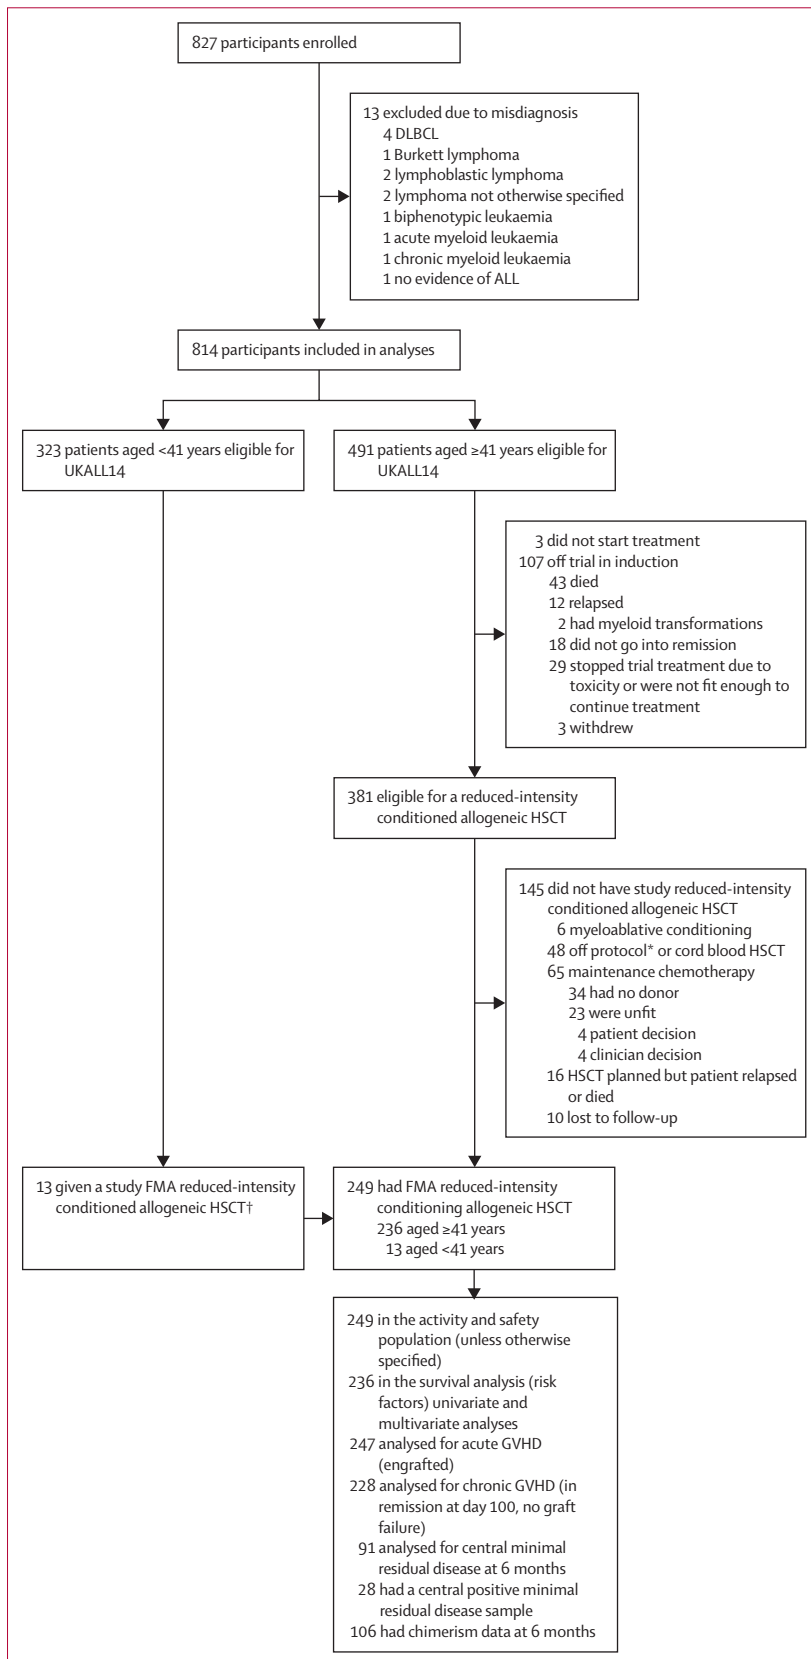 827 participants enrolled
13 excluded due to misdiagnosis
4 DLBCL
1 Burkett lymphoma
2 lymphoblastic lymphoma
2 lymphoma not otherwise specified
1 biphenotypic leukaemia
1 acute myeloid leukaemia
1 chronic myeloid leukaemia
1 no evidence of ALL
814 participants included in analyses
323 patients aged <41 years eligible for
UKALL14
491 patients aged ≥41 years eligible for
UKALL14
3 did not start treatment
107 off trial in induction
43 died
12 relapsed
2 had myeloid transformations
18 did not go into remission
29 stopped trial treatment due to
toxicity or were not fit enough to
continue treatment
3 withdrew
381 eligible for a reduced-intensity
conditioned allogeneic HSCT
145 did not have study reduced-intensity
conditioned allogeneic HSCT
6 myeloablative conditioning
48 off protocol* or cord blood HSCT
65 maintenance chemotherapy
34 had no donor
23 were unfit
4 patient decision
4 clinician decision
16 HSCT planned but patient relapsed
or died
10 lost to follow-up
13 given a study FMA reduced-intensity
conditioned allogeneic HSCT†
249 had FMA reduced-intensity
conditioning allogeneic HSCT
236 aged ≥41 years
13 aged <41 years
249 in the activity and safety
population (unless otherwise
specified)
236 in the survival analysis (risk
factors) univariate and
multivariate analyses
247 analysed for acute GVHD
(engrafted)
228 analysed for chronic GVHD (in
remission at day 100, no graft
failure)
91 analysed for central minimal
residual disease at 6 months
28 had a central positive minimal
residual disease sample
106 had chimerism data at 6 months